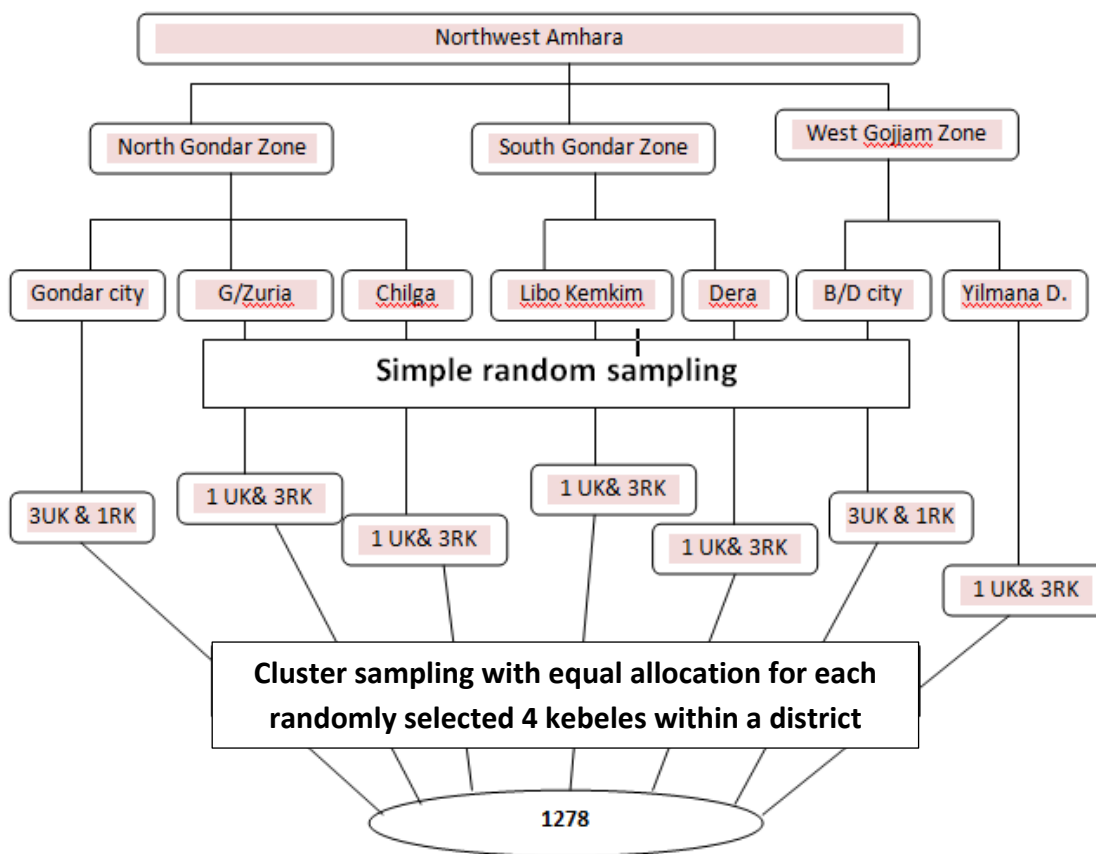 Northwest Amhara
North Gondar Zone
South Gondar Zone
West Gojjam Zone
Gondar city
G/Zuria
Chilga
Libo Kemkim
Dera
B/D city
Yilmana D.
Simple random sampling
3UK & 1RK
1 UK& 3RK
1 UK& 3RK
1 UK& 3RK
1 UK& 3RK
3UK & 1RK
1 UK& 3RK
Cluster sampling with equal allocation for each
randomly selected 4 kebeles within a district
1278